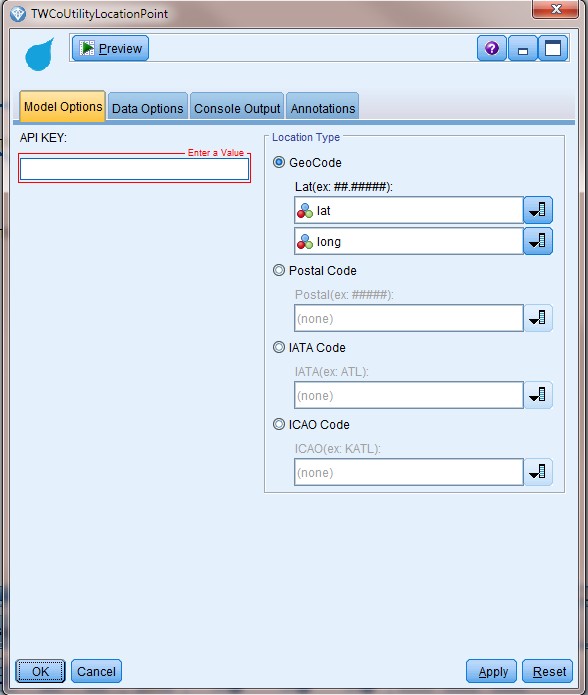 TWCoUtilityLocationPoint
Preview
Model Options Data Options Console Output Annotations
API KEY:
Enter a Value
Location Type
GeoCode
Lat(ex: ##.#####):
lat
long
Postal Code
Postal(ex: #####):
(none)
IATA Code
IATA(ex: ATL):
(none)
ICAO Code
ICAO(ex: KATL):
(none)
OK Cancel Apply Reset